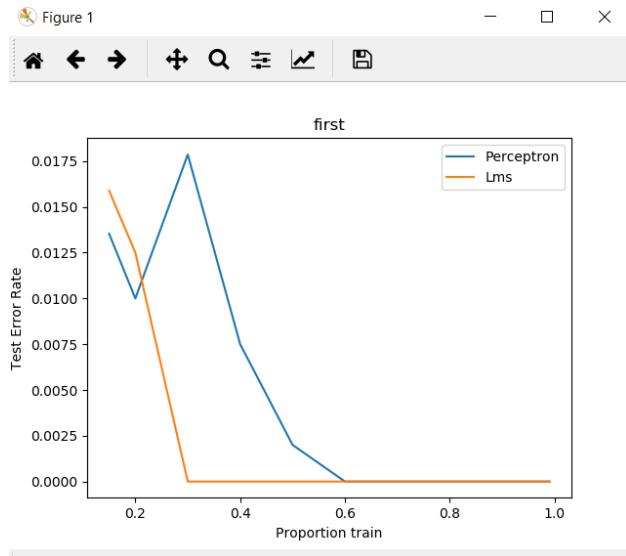 Figure 1
first
Perceptron
Lms
0.0175
0.0150
0.0125
0.0100
0.0075
0.0050
0.0025
0.0000
Test Error Rate
0.2 0.4 0.6 0.8 1.0
Proportion train